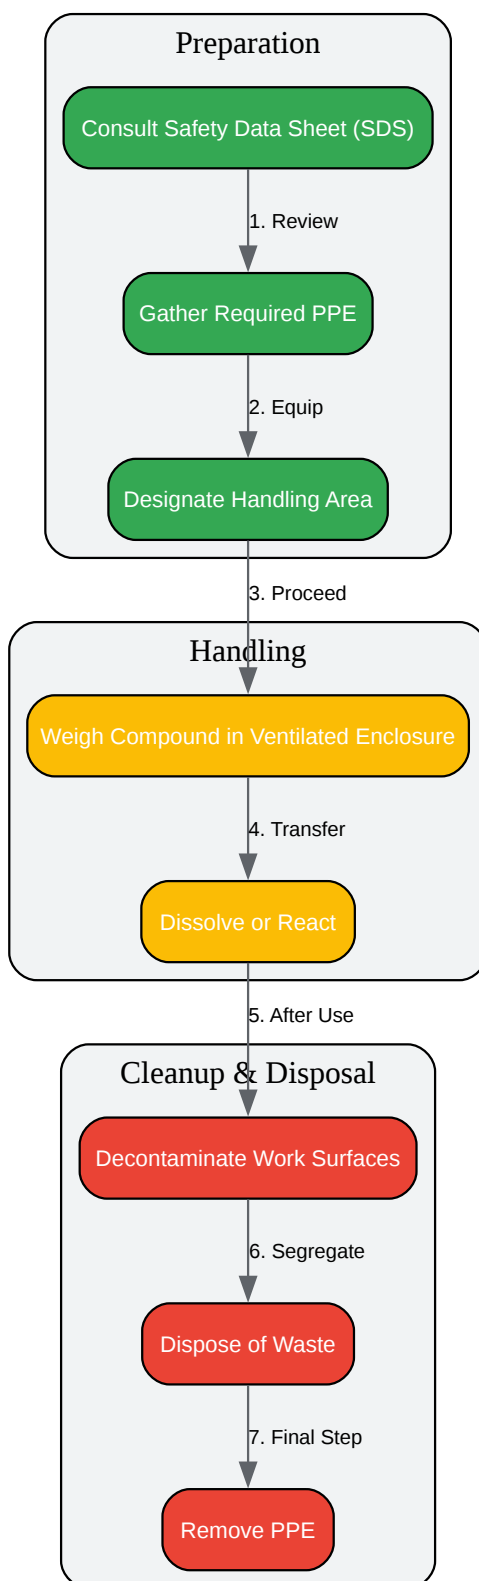 Preparation
Consult Safety Data Sheet (SDS)
1. Review
Gather Required PPE
2. Equip
Designate Handling Area
3. Proceed
Handling
Weigh Compound in Ventilated Enclosure
4. Transfer
Dissolve or React
5. After Use
Cleanup & Disposal
Decontaminate Work Surfaces
6. Segregate
Dispose of Waste
7. Final Step
Remove PPE